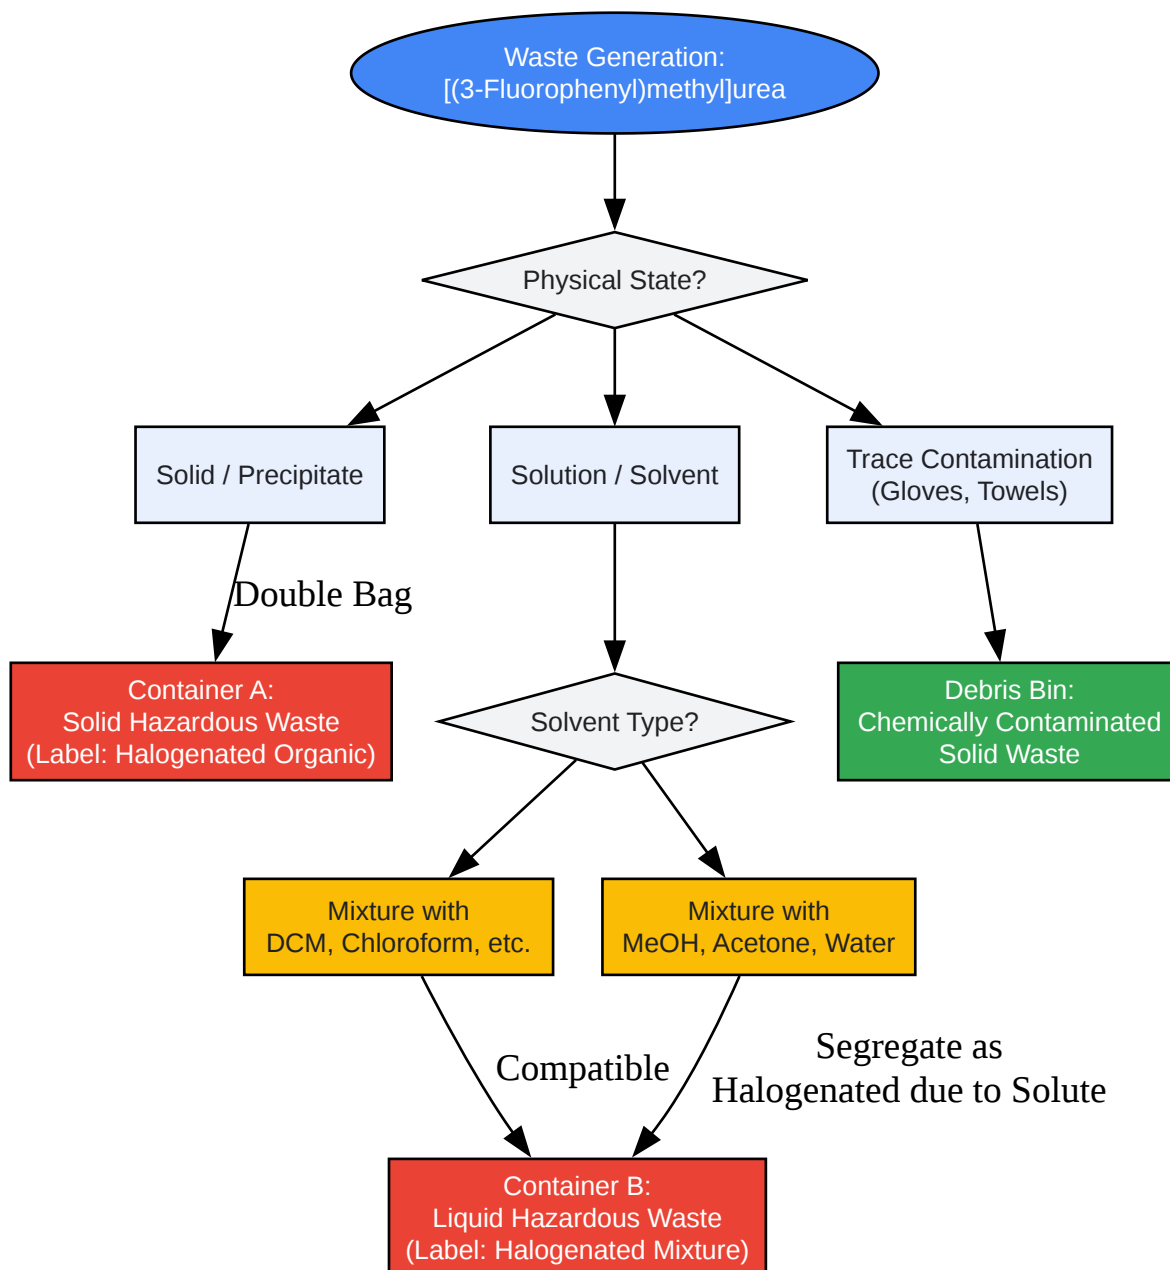 Waste Generation:
[(3-Fluorophenyl)methyl]urea
Physical State?
Solid / Precipitate
Solution / Solvent
Trace Contamination
(Gloves, Towels)
Double Bag
Container A:
Solid Hazardous Waste
(Label: Halogenated Organic)
Solvent Type?
Debris Bin:
Chemically Contaminated
Solid Waste
Mixture with
DCM, Chloroform, etc.
Mixture with
MeOH, Acetone, Water
Compatible
Segregate as
Halogenated due to Solute
Container B:
Liquid Hazardous Waste
(Label: Halogenated Mixture)